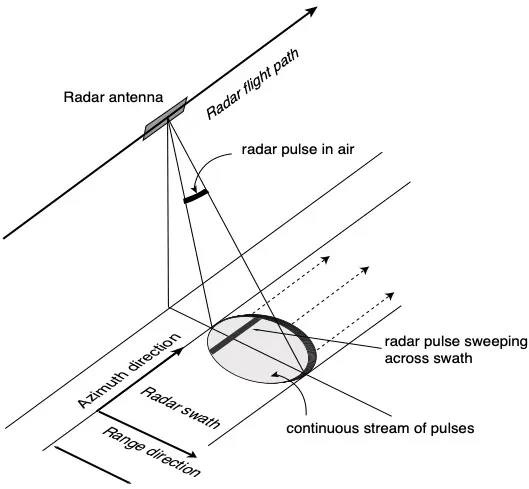 Radar antenna
Radar flight path
radar pulse in air
radar pulse sweeping
across swath
Azimuth direction
Radar swath
continuous stream of pulses
Range direction